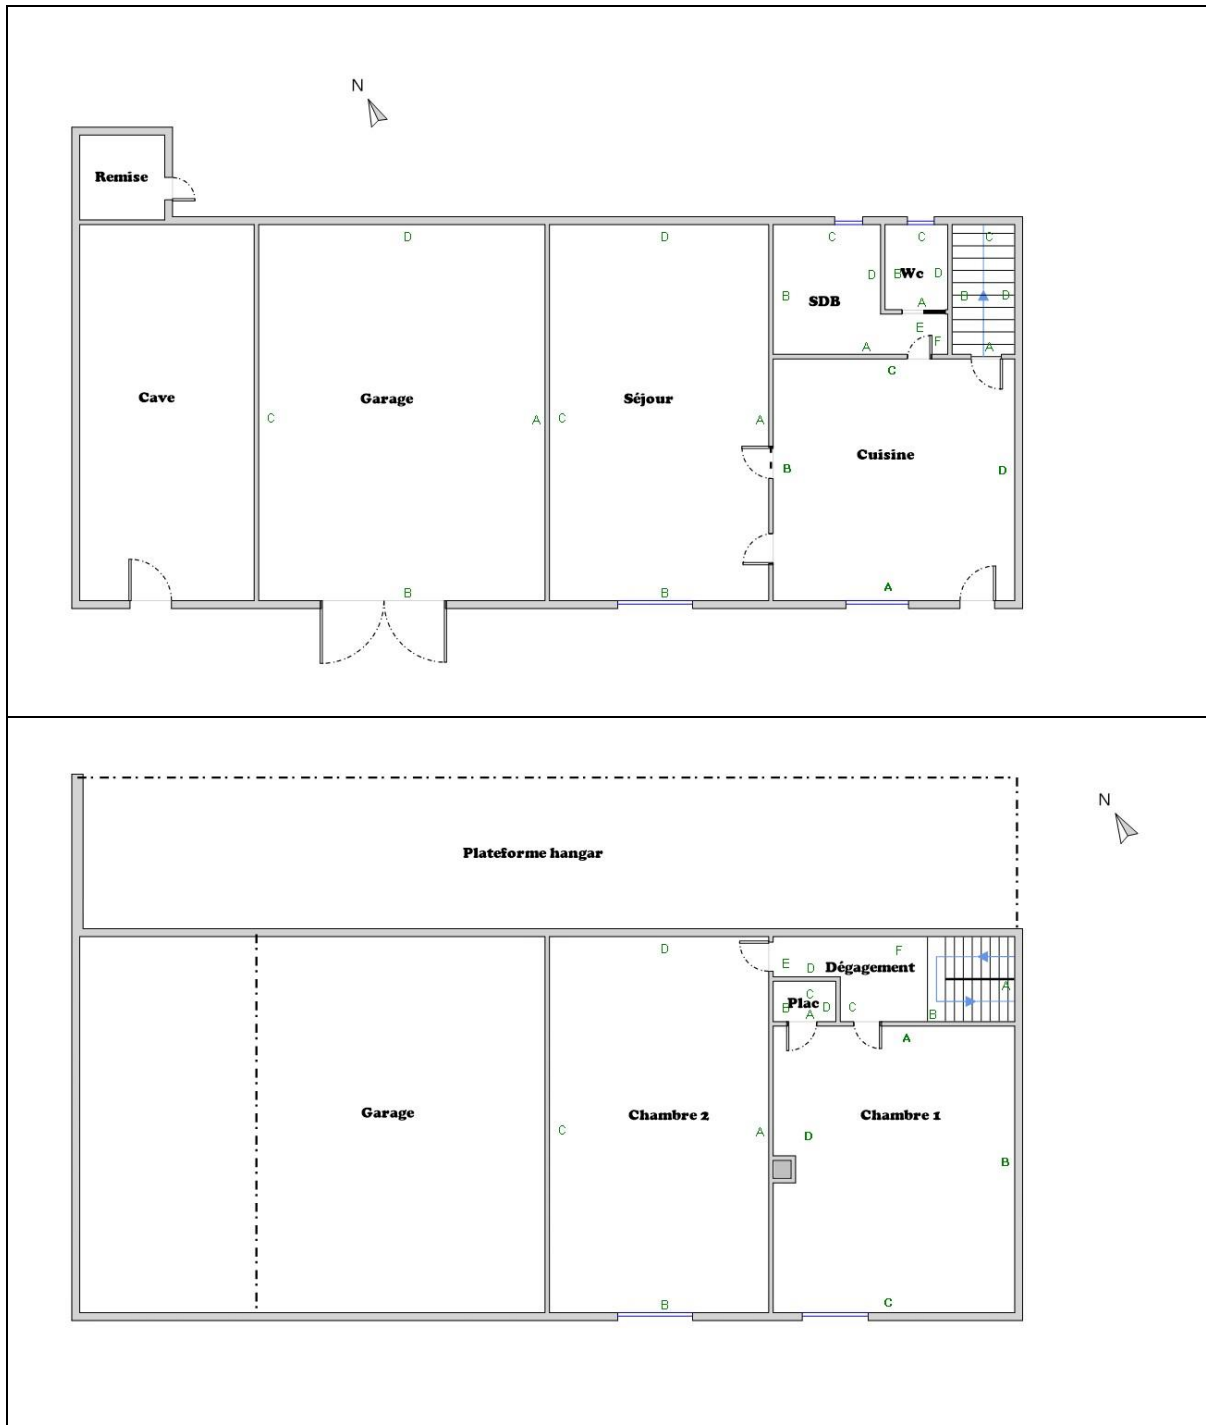 N
Remise
D D C C C
B D B Wc D
SDB B D
A
E
A F A
C
Cave Garage Séjour
C A C A
Cuisine
B D
A
B B
N
Plateforme hangar
D F
E D Dégagement
C A
B Plac D C B
A
A
Garage Chambre 2 Chambre 1
C A D
B
B C